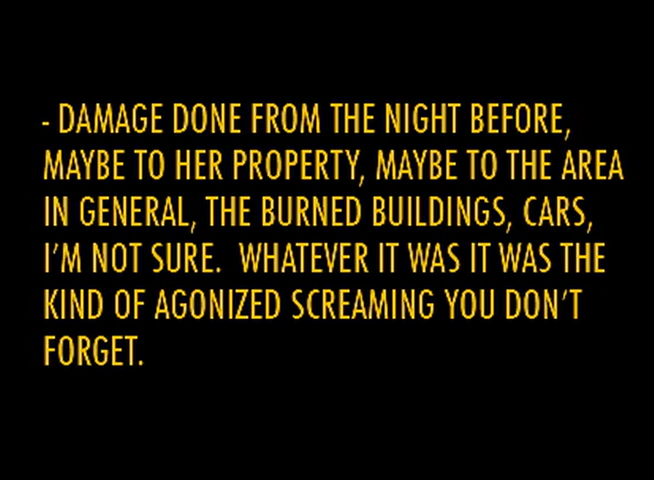 - DAMAGE DONE FROM THE NIGHT BEFORE,
MAYBE TO HER PROPERTY, MAYBE TO THE AREA
IN GENERAL, THE BURNED BUILDINGS, CARS,
I'M NOT SURE.  WHATEVER IT WAS IT WAS THE
KIND OF AGONIZED SCREAMING YOU DON'T
FORGET.